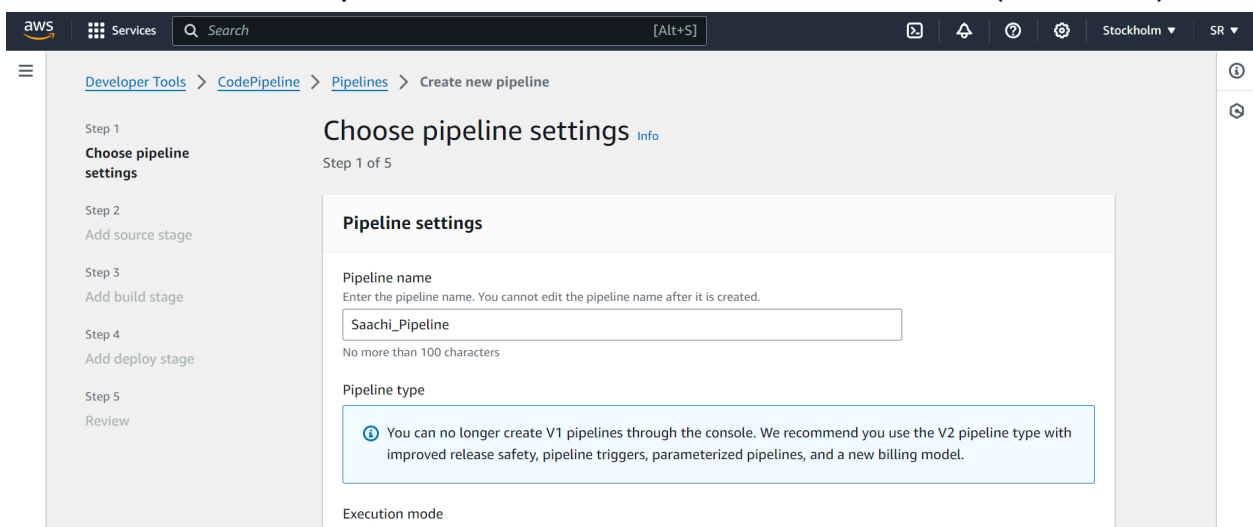 aws
Services
Search
[Alt+S]
Stockholm ▼
SR ▼
Developer Tools > CodePipeline > Pipelines > Create new pipeline
Step 1
Choose pipeline
settings
Step 2
Add source stage
Step 3
Add build stage
Step 4
Add deploy stage
Step 5
Review
Choose pipeline settings Info
Step 1 of 5
Pipeline settings
Pipeline name
Enter the pipeline name. You cannot edit the pipeline name after it is created.
Saachi_Pipeline
No more than 100 characters
Pipeline type
You can no longer create V1 pipelines through the console. We recommend you use the V2 pipeline type with
improved release safety, pipeline triggers, parameterized pipelines, and a new billing model.
Execution mode